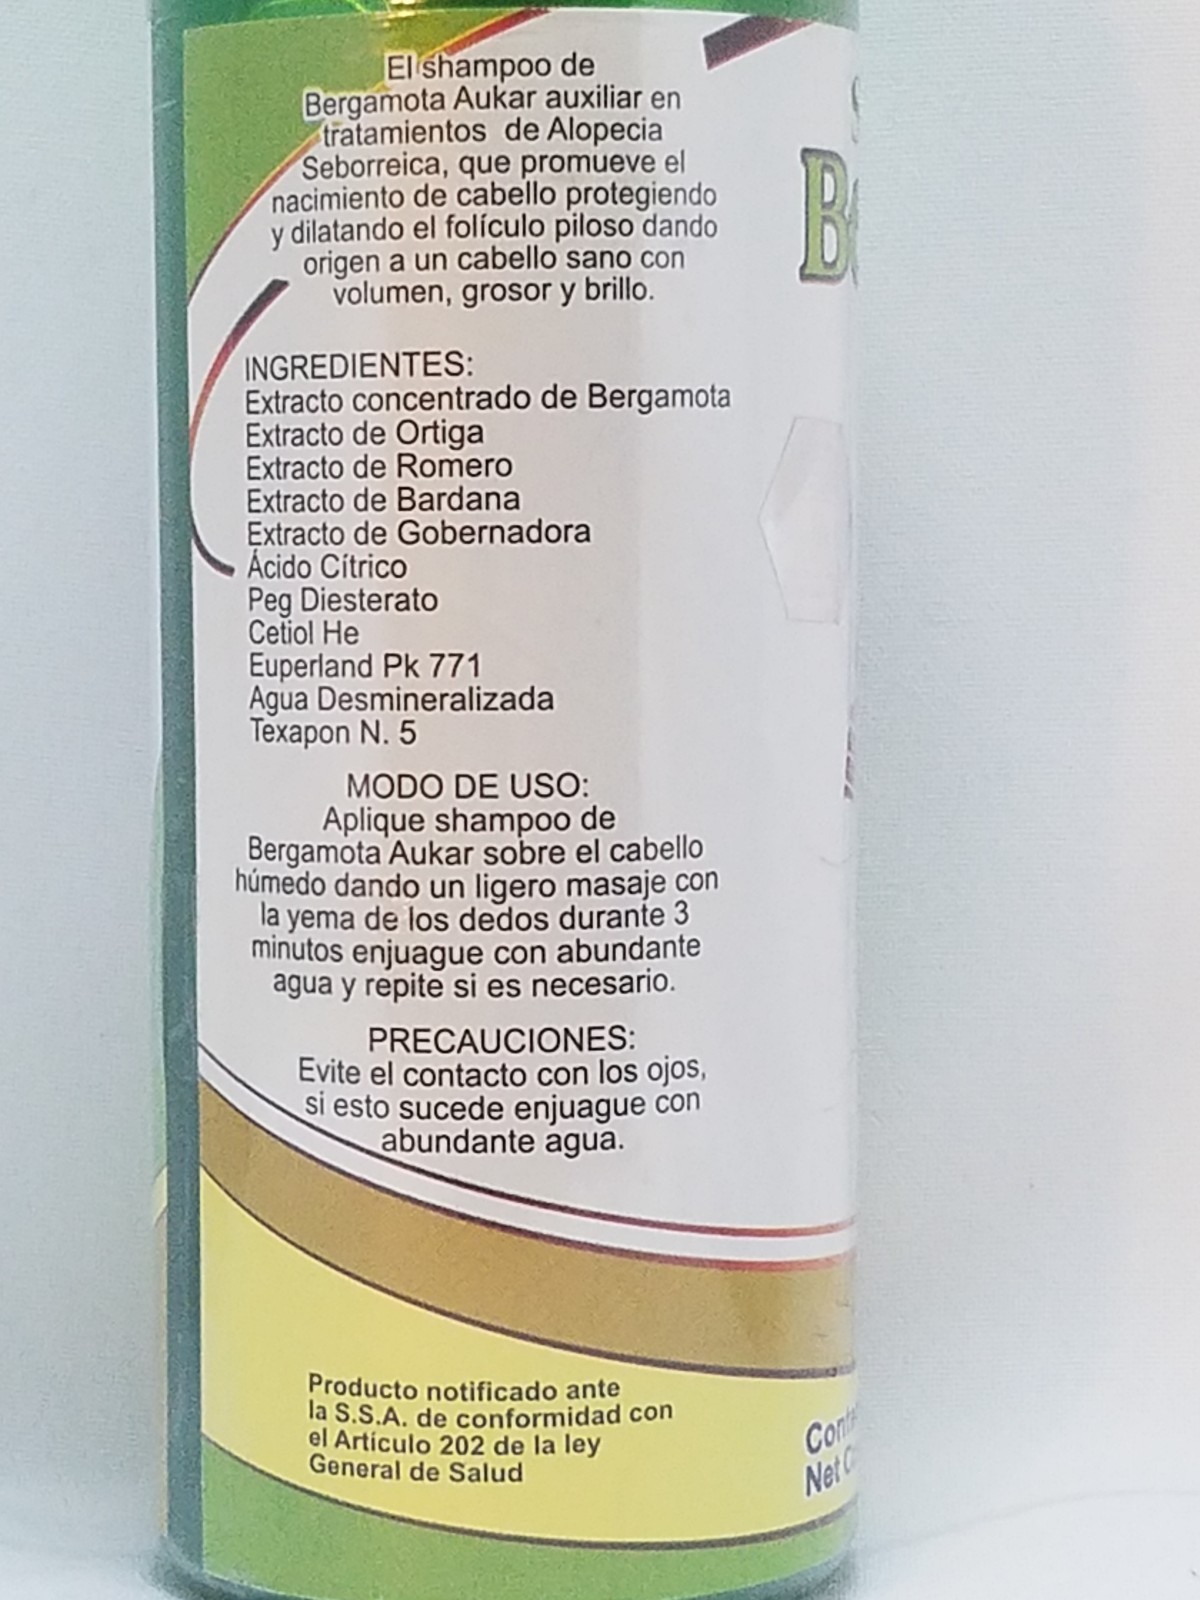 El shampoo de
Bergamota Aukar auxiliar en
tratamientos de Alopecia
Seborreica, que promueve el
nacimiento de cabello protegiendo
y dilatando el folículo piloso dando
origen a un cabello sano con
volumen, grosor y brillo.
INGREDIENTES:
Extracto concentrado de Bergamota
Extracto de Ortiga
Extracto de Romero
Extracto de Bardana
Extracto de Gobernadora
Ácido Cítrico
Peg Diesterato
Cetiol He
Euperland Pk 771
Agua Desmineralizada
Texapon N. 5
MODO DE USO:
Aplique shampoo de
Bergamota Aukar sobre el cabello
húmedo dando un ligero masaje con
la yema de los dedos durante 3
minutos enjuague con abundante
agua y repite si es necesario.
PRECAUCIONES:
Evite el contacto con los ojos,
si esto sucede enjuague con
abundante agua.
Producto notificado ante
la S.S.A. de conformidad con
el Artículo 202 de la ley
General de Salud
Net